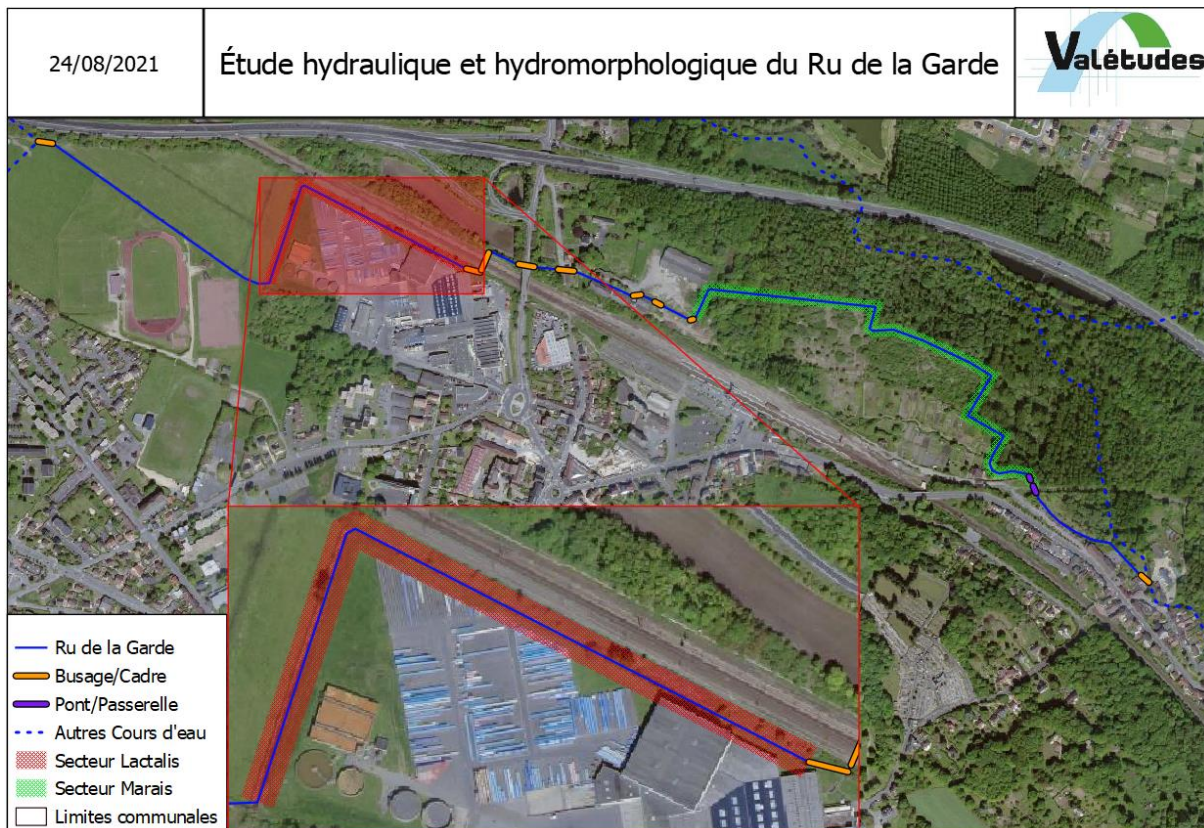 24/08/2021
Étude hydraulique et hydromorphologique du Ru de la Garde
Valétudes
Ru de la Garde
Busage/Cadre
Pont/Passerelle
Autres Cours d'eau
Secteur Lactalis
Secteur Marais
Limites communales